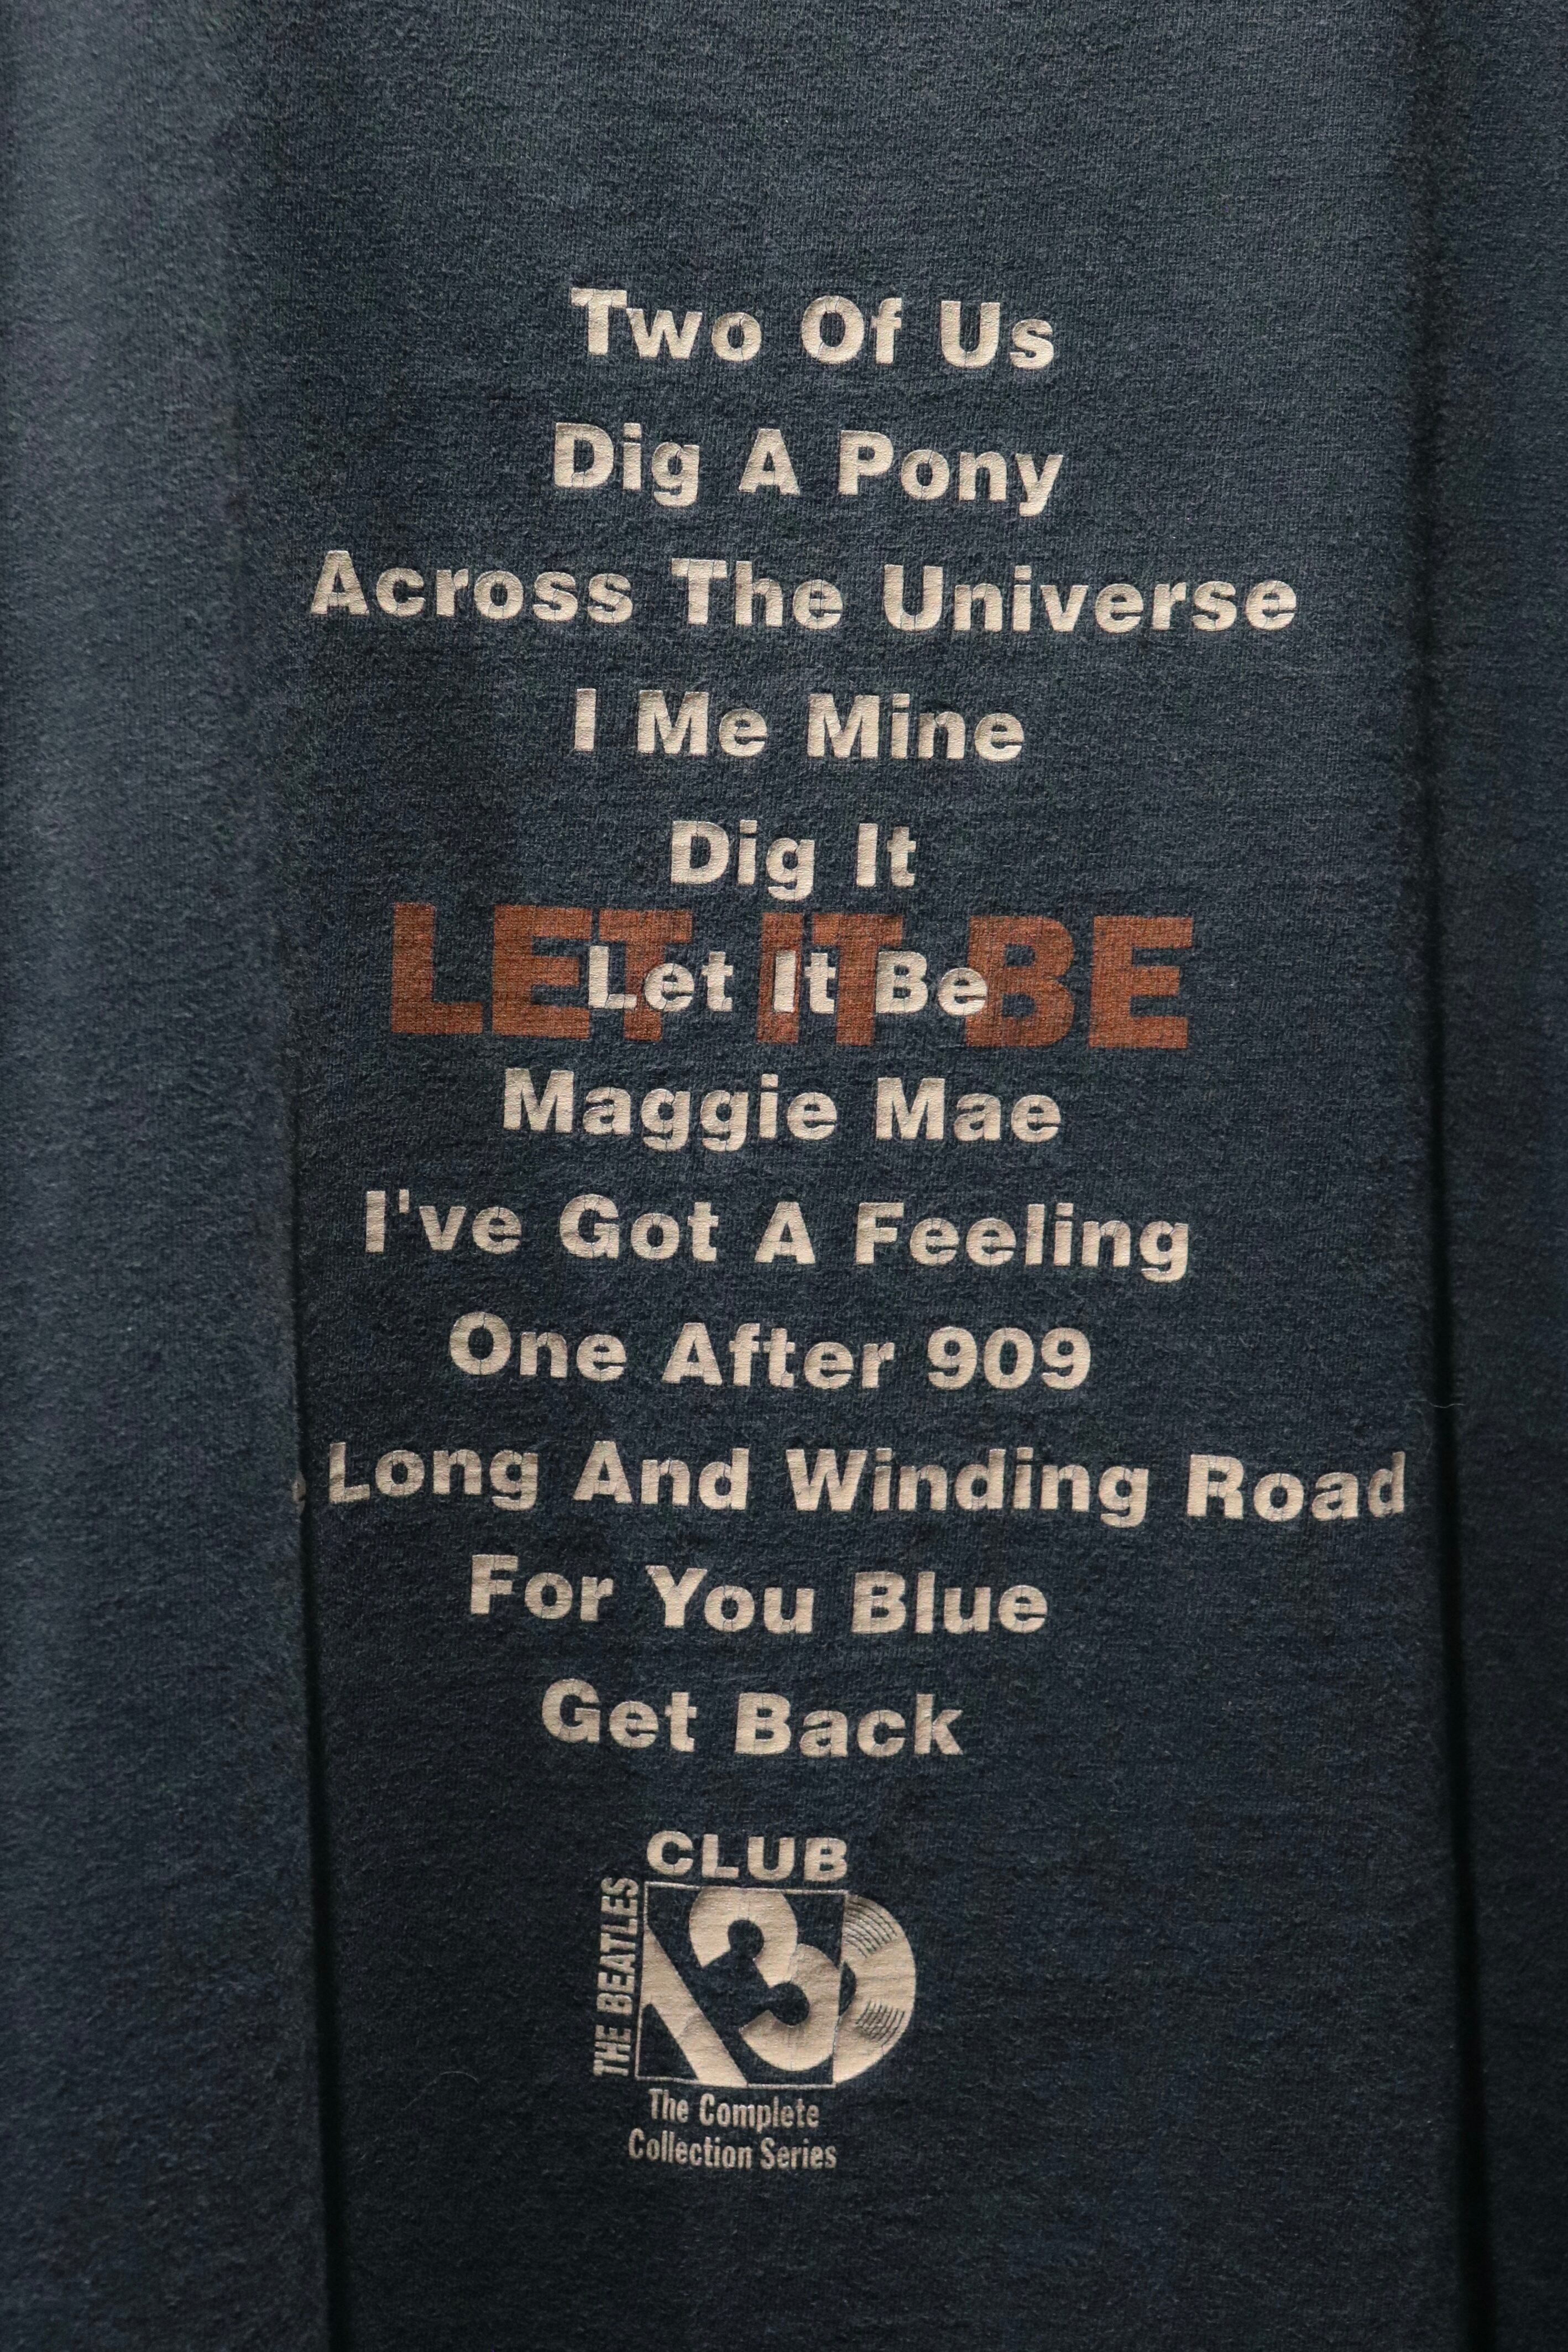 Two Of Us
Dig A Pony
Across The Universe
I Me Mine
Dig It
LET IT BE
Let It Be
Maggie Mae
I've Got A Feeling
One After 909
Long And Winding Road
For You Blue
Get Back
CLUB
THE BEATLES
13
The Complete
Collection Series